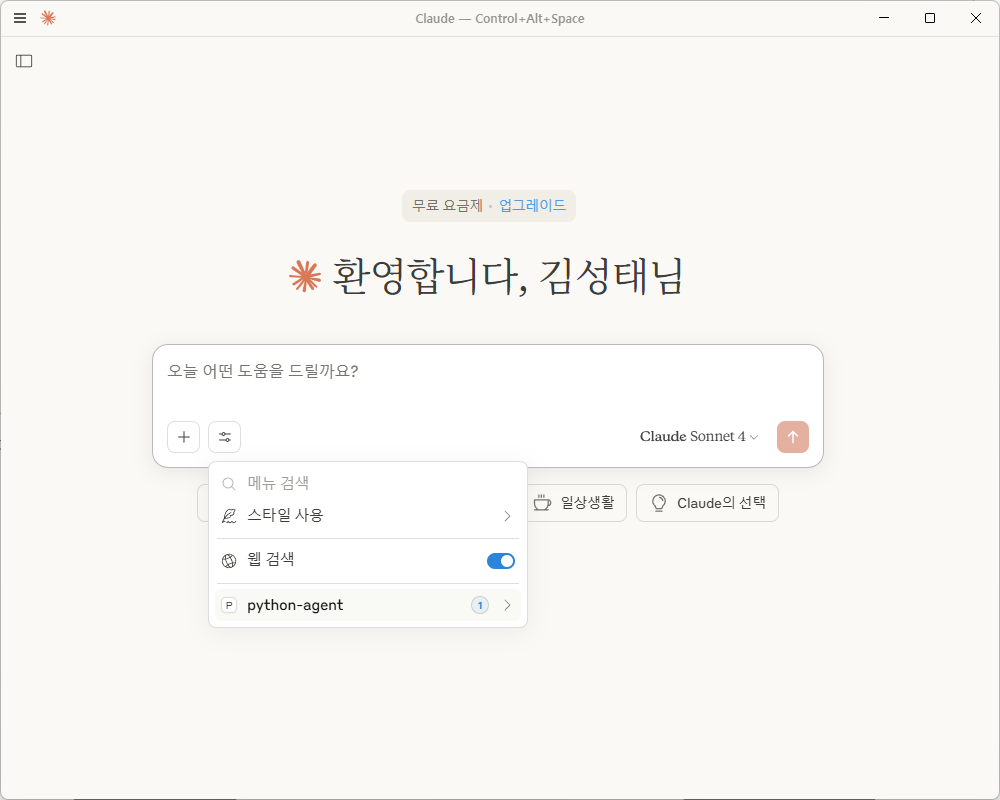 Claude — Control+Alt+Space
무료 요금제 · 업그레이드
환영합니다, 김성태님
오늘 어떤 도움을 드릴까요?
Claude Sonnet 4
메뉴 검색
스타일 사용
웹 검색
P python-agent 1
일상생활
Claude의 선택